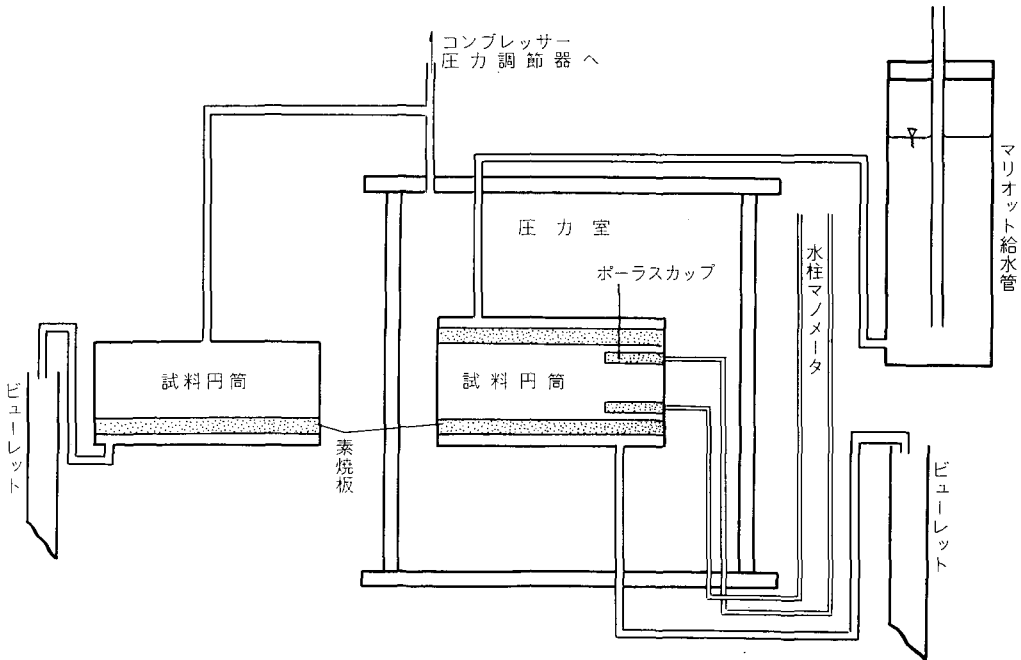 コンプレッサー
圧力調節器へ
マリオット給水管
圧力室
ポーラスカップ
水柱マノメータ
試料円筒
試料円筒
ビューレット
素焼板
ビューレット